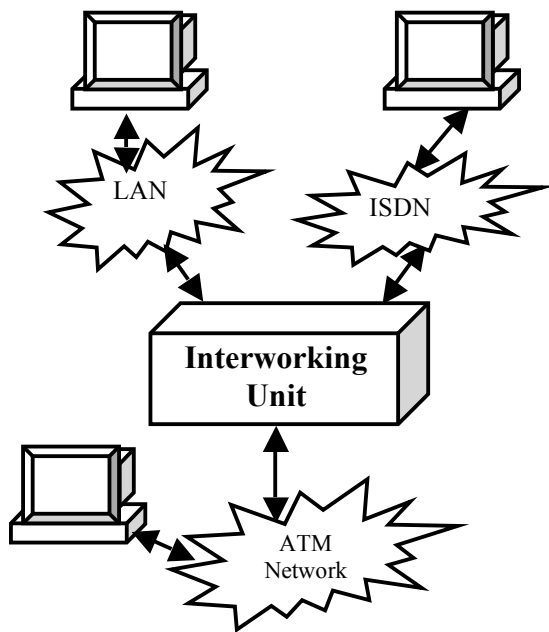 LAN
ISDN
Interworking
Unit
ATM
Network